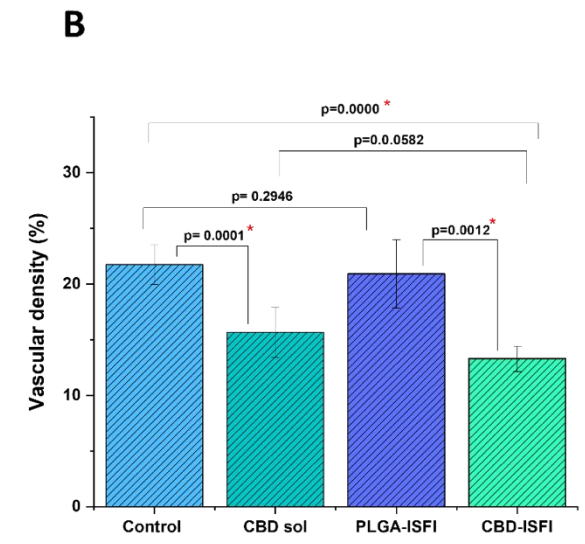 B
p=0.0000 *
p=0.0.0582
p= 0.2946
p= 0.0001 *
p=0.0012 *
Vascular density (%)
30
20
10
0
Control CBD sol PLGA-ISFI CBD-ISFI